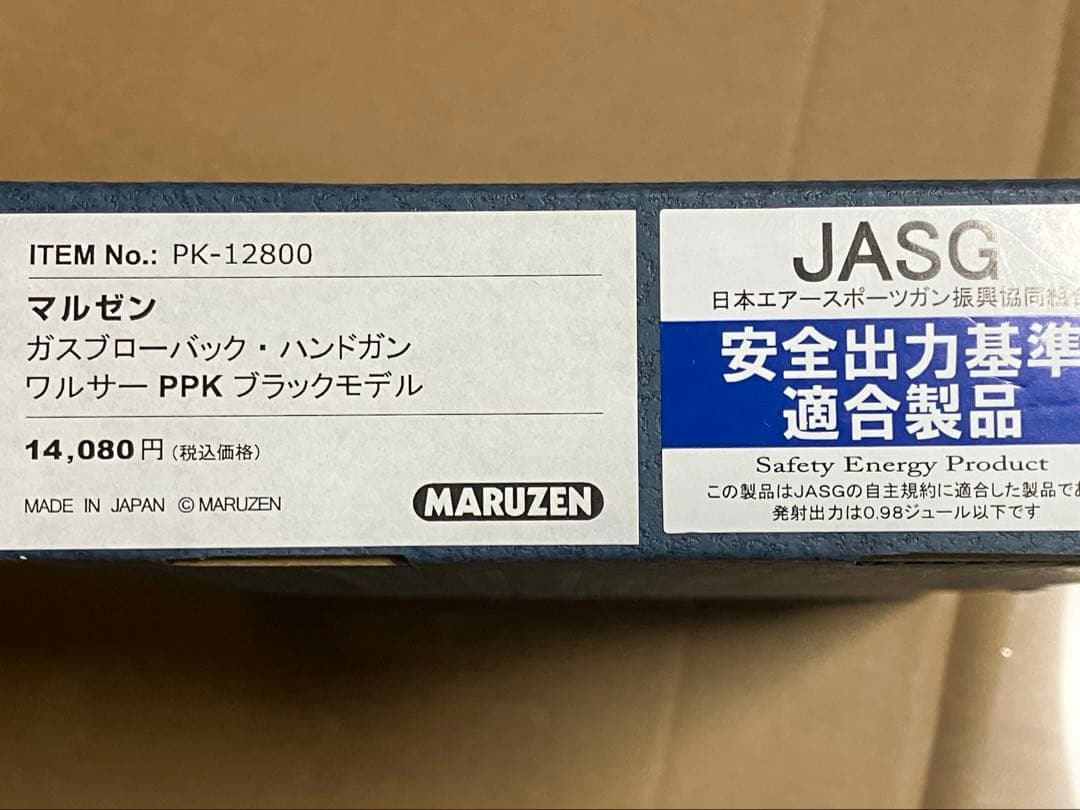 ITEM No.: PK-12800
マルゼン
ガスブローバック・ハンドガン
ワルサー PPK ブラックモデル
14,080円(税込価格)
MADE IN JAPAN ©MARUZEN
MARUZEN
JASG
日本エアースポーツガン振興協同組合
安全出力基準
適合製品
Safety Energy Product
この製品はJASGの自主規約に適合した製品であ
発射出力は0.98ジュール以下です